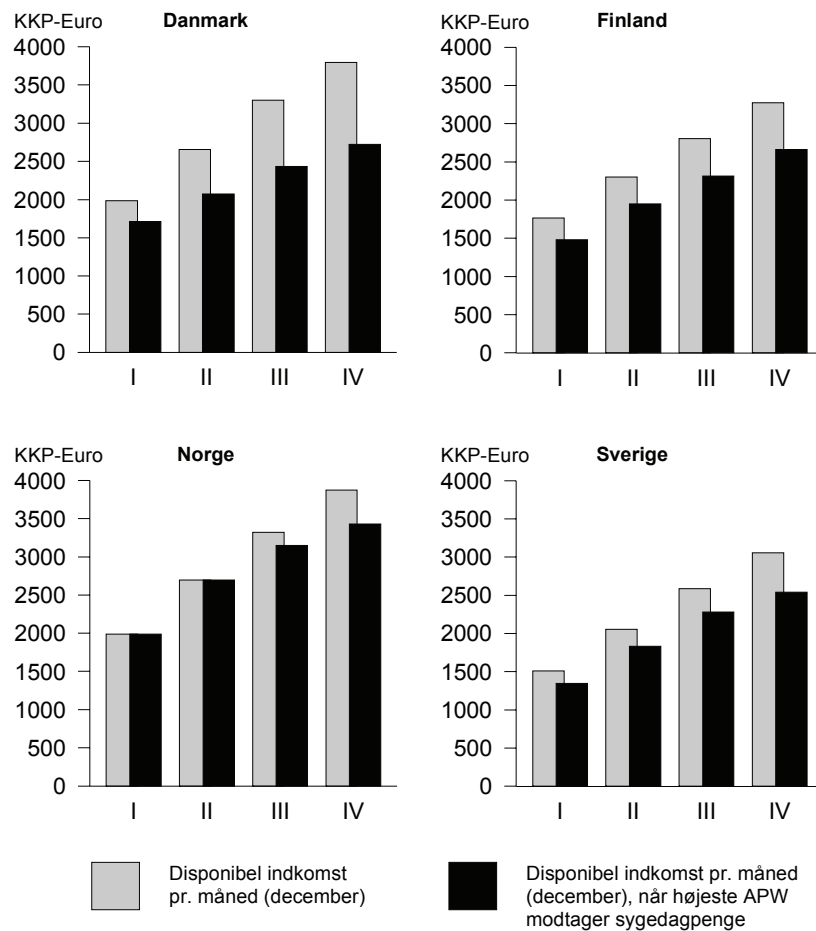 KKP-Euro Danmark
4000
3500
3000
2500
2000
1500
1000
500
0
I II III IV
KKP-Euro Finland
4000
3500
3000
2500
2000
1500
1000
500
0
I II III IV
KKP-Euro Norge
4000
3500
3000
2500
2000
1500
1000
500
0
I II III IV
KKP-Euro Sverige
4000
3500
3000
2500
2000
1500
1000
500
0
I II III IV
Disponibel indkomst
pr. måned (december)
Disponibel indkomst pr. måned
(december), når højeste APW
modtager sygedagpenge